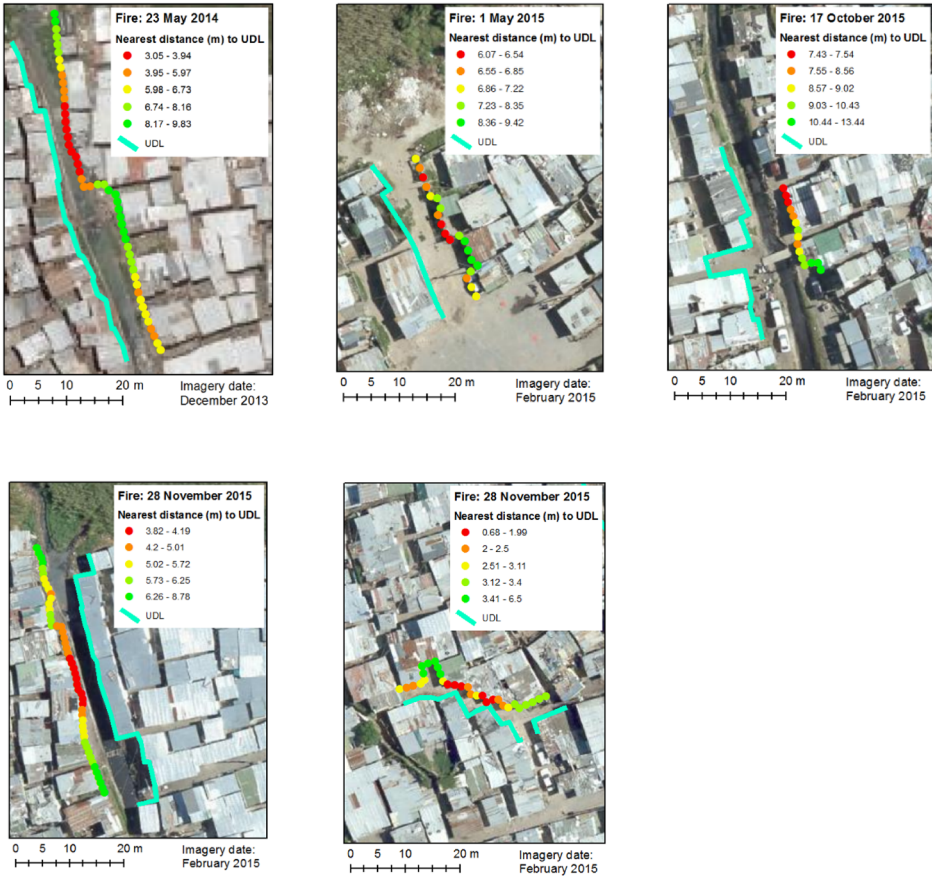 Fire: 23 May 2014
Nearest distance (m) to UDL
3.05 - 3.94
3.95 - 5.97
5.98 - 6.73
6.74 - 8.16
8.17 - 9.83
UDL
0 5 10 20 m
Imagery date:
December 2013
Fire: 1 May 2015
Nearest distance (m) to UDL
6.07 - 6.54
6.55 - 6.85
6.86 - 7.22
7.23 - 8.35
8.36 - 9.42
UDL
0 5 10 20 m
Imagery date:
February 2015
Fire: 17 October 2015
Nearest distance (m) to UDL
7.43 - 7.54
7.55 - 8.56
8.57 - 9.02
9.03 - 10.43
10.44 - 13.44
UDL
0 5 10 20 m
Imagery date:
February 2015
Fire: 28 November 2015
Nearest distance (m) to UDL
3.82 - 4.19
4.2 - 5.01
5.02 - 5.72
5.73 - 6.25
6.26 - 8.78
UDL
0 5 10 20 m
Imagery date:
February 2015
Fire: 28 November 2015
Nearest distance (m) to UDL
0.68 - 1.99
2 - 2.5
2.51 - 3.11
3.12 - 3.4
3.41 - 6.5
UDL
0 5 10 20 m
Imagery date:
February 2015